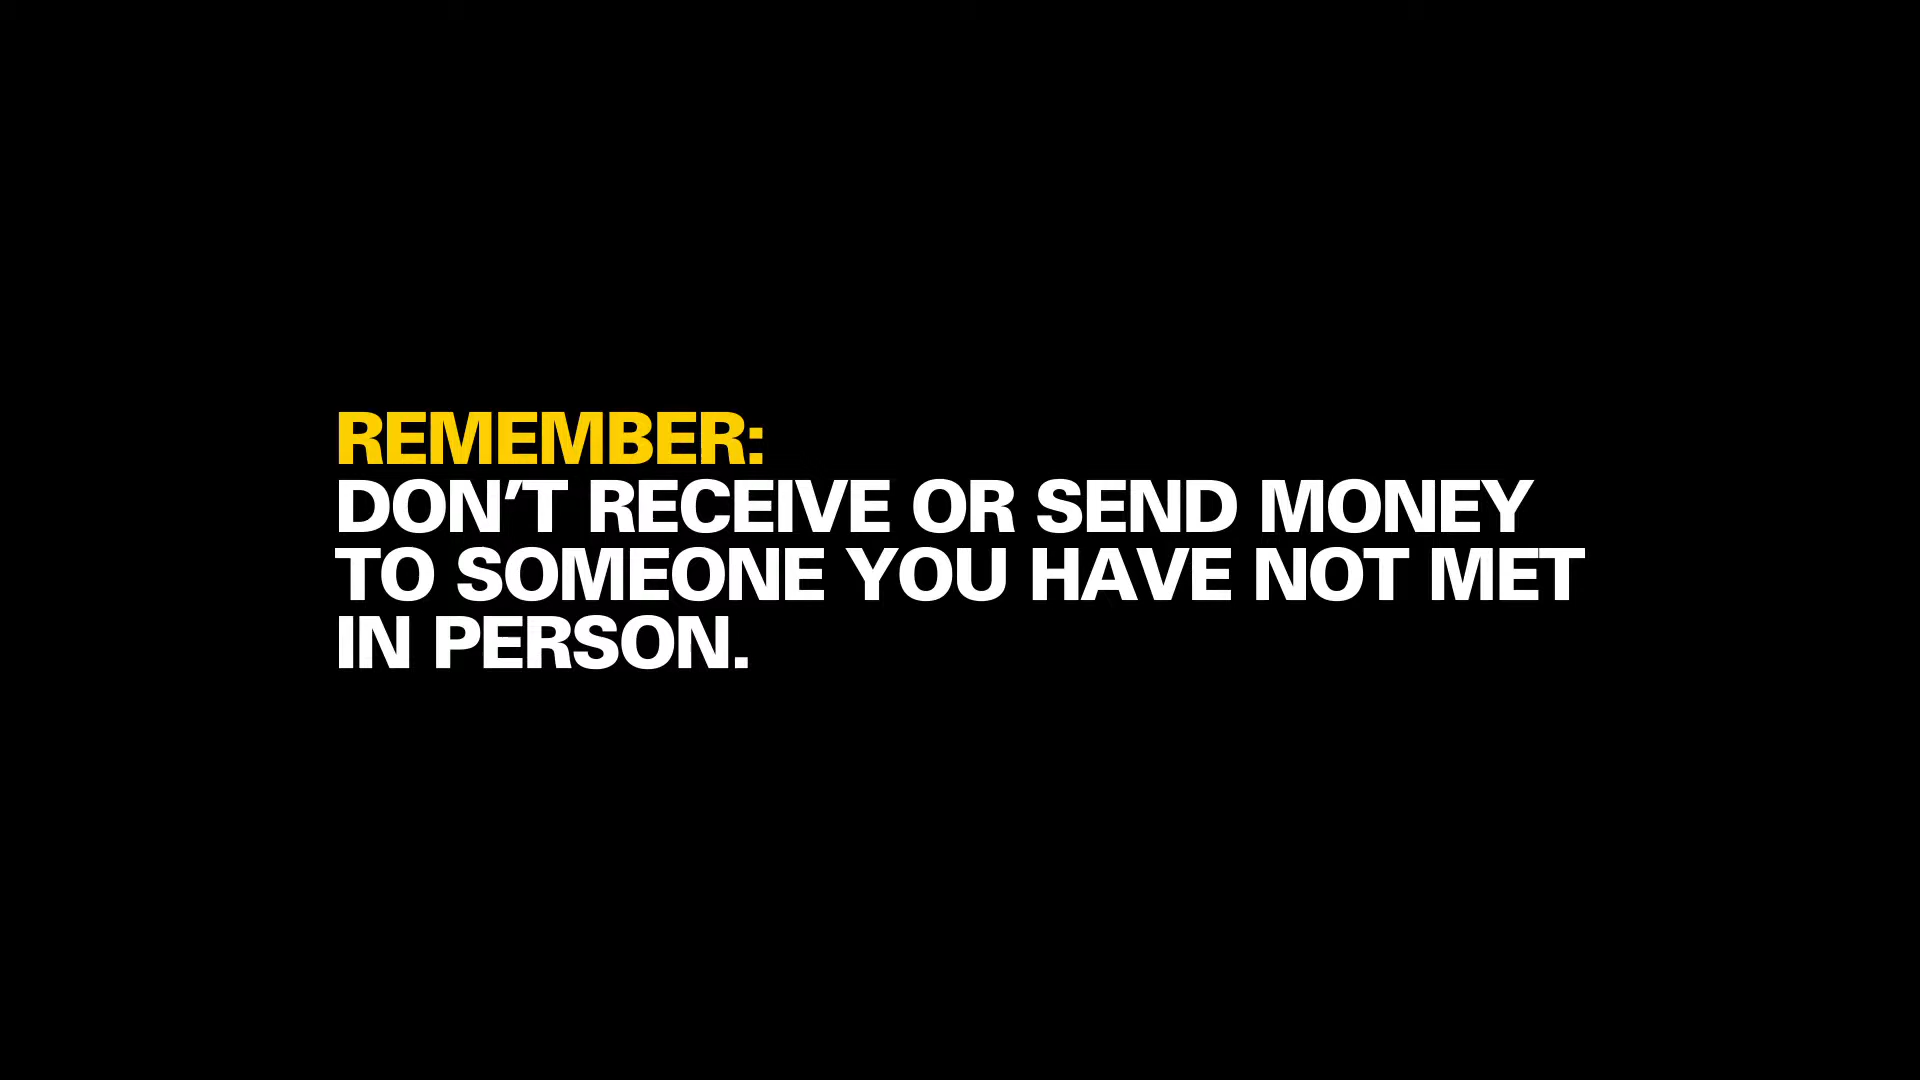 REMEMBER:
DON’T RECEIVE OR SEND MONEY
TO SOMEONE YOU HAVE NOT MET
IN PERSON.